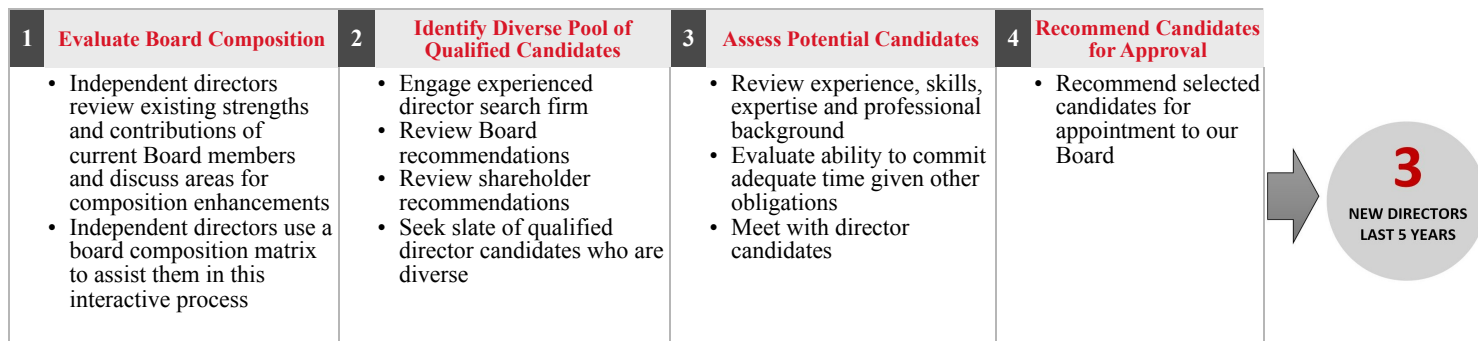 1 Evaluate Board Composition
• Independent directors
review existing strengths
and contributions of
current Board members
and discuss areas for
composition enhancements
• Independent directors use a
board composition matrix
to assist them in this
interactive process
2 Identify Diverse Pool of
Qualified Candidates
• Engage experienced
director search firm
• Review Board
recommendations
• Review shareholder
recommendations
• Seek slate of qualified
director candidates who are
diverse
3 Assess Potential Candidates
• Review experience, skills,
expertise and professional
background
• Evaluate ability to commit
adequate time given other
obligations
• Meet with director
candidates
4 Recommend Candidates
for Approval
• Recommend selected
candidates for
appointment to our
Board
3
NEW DIRECTORS
LAST 5 YEARS